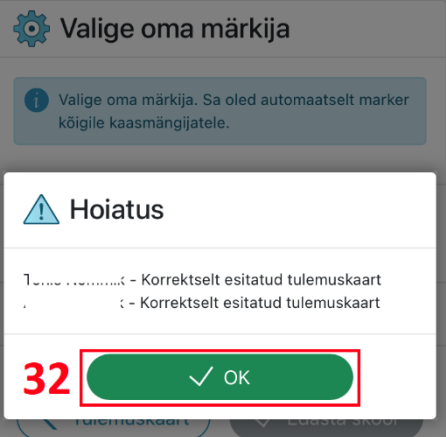 Valige oma märkija
Valige oma märkija. Sa oled automaatselt marker
kõigile kaasmängijatele.
Hoiatus
- Korrektselt esitatud tulemuskaart
- Korrektselt esitatud tulemuskaart
32
OK
Tulemuskaart
Edasta skoor